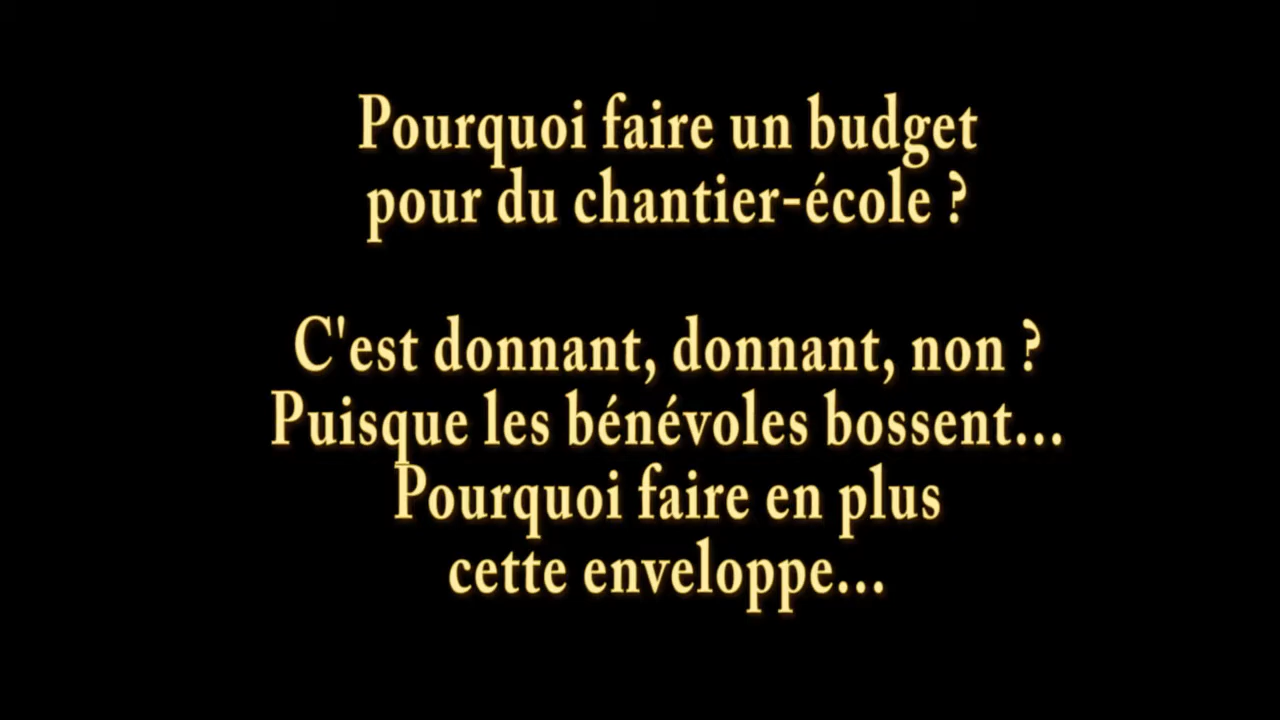 Pourquoi faire un budget
pour du chantier-école ?
C'est donnant, donnant, non ?
Puisque les bénévoles bossent...
Pourquoi faire en plus
cette enveloppe...